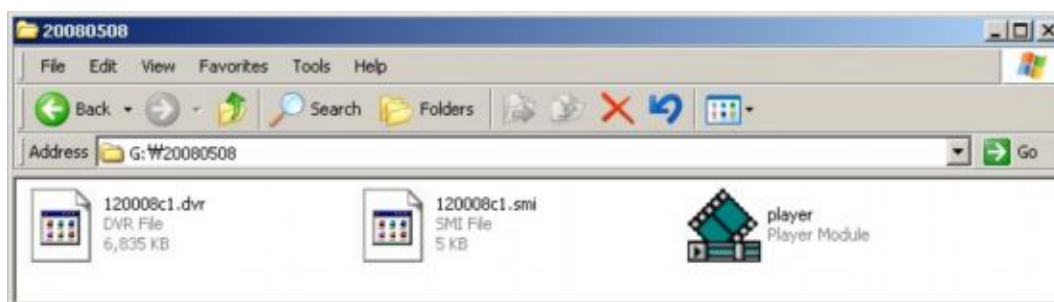 20080508
File Edit View Favorites Tools Help
Back Search Folders
Address G:₩20080508 Go
120008c1.dvr
DVR File
6,835 KB
120008c1.smi
SMI File
5 KB
player
Player Module